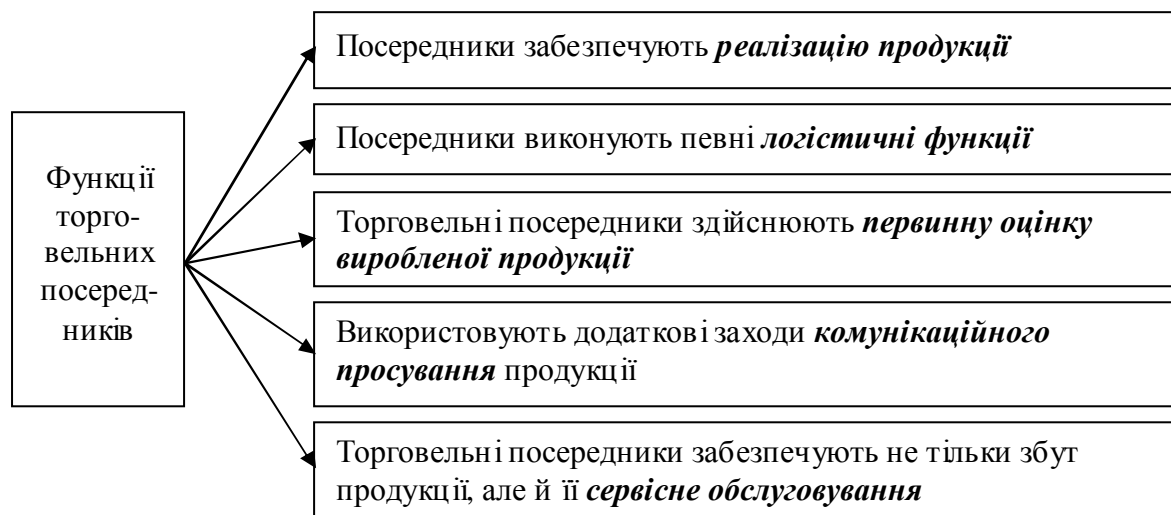 Функції
торго-
вельних
посеред-
ників
Посередники забезпечують реалізацію продукції
Посередники виконують певні логістичні функції
Торговельні посередники здійснюють первинну оцінку
виробленої продукції
Використовують додаткові заходи комунікаційного
просування продукції
Торговельні посередники забезпечують не тільки збут
продукції, але й її сервісне обслуговування